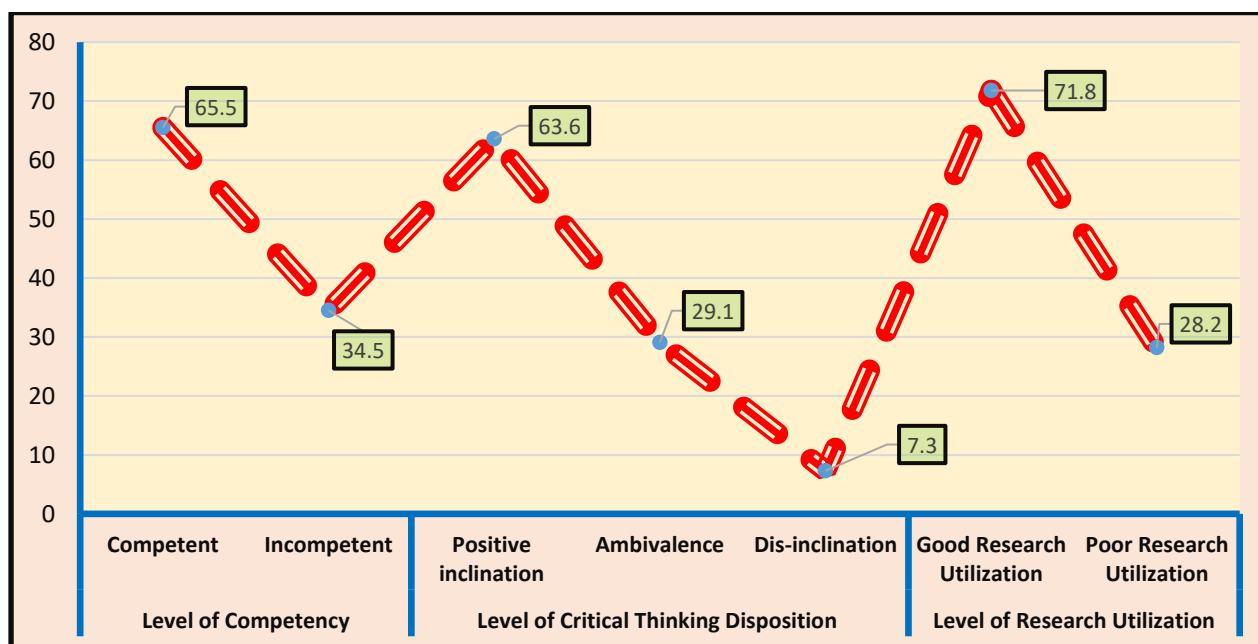 80
70
60
50
40
30
20
10
0
65.5
34.5
63.6
29.1
7.3
71.8
28.2
Competent
Incompetent
Positive
inclination
Ambivalence
Dis-inclination
Good Research
Utilization
Poor Research
Utilization
Level of Competency
Level of Critical Thinking Disposition
Level of Research Utilization